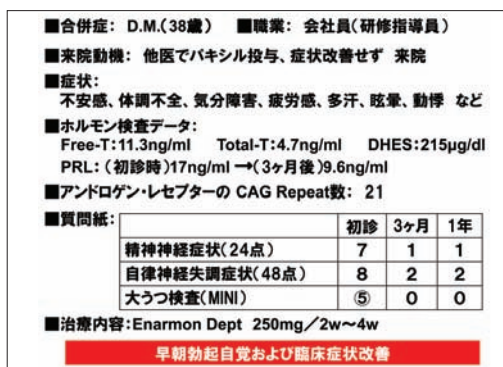 ■合併症： D.M.（38歳） ■職業： 会社員（研修指導員）
■来院動機： 他医でパキシル投与、症状改善せず 来院
■症状：
不安感、体調不全、気分障害、疲労感、多汗、眩暈、動悸 など
■ホルモン検査データ：
Free-T：11.3ng/ml Total-T：4.7ng/ml DHES：215μg/dl
PRL：（初診時）17ng/ml →（3ヶ月後）9.6ng/ml
■アンドロゲン・レセプターの CAG Repeat数： 21
■質問紙：
初診 3ヶ月 1年
精神神経症状（24点） 7 1 1
自律神経失調症状（48点） 8 2 2
大うつ検査（MINI） ⑤ 0 0
■治療内容：Enarmon Dept 250mg／2w～4w
早朝勃起自覚および臨床症状改善